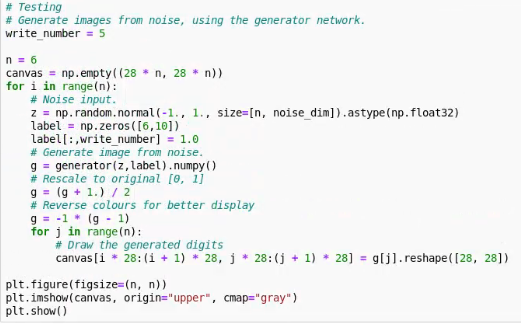 # Testing
# Generate images from noise, using the generator network.
write_number = 5

n = 6
canvas = np.empty((28 * n, 28 * n))
for i in range(n):
    # Noise input.
    z = np.random.normal(-1., 1., size=[n, noise_dim]).astype(np.float32)
    label = np.zeros([6,10])
    label[:,write_number] = 1.0
    # Generate image from noise.
    g = generator(z,label).numpy()
    # Rescale to original [0, 1]
    g = (g + 1.) / 2
    # Reverse colours for better display
    g = -1 * (g - 1)
    for j in range(n):
        # Draw the generated digits
        canvas[i * 28:(i + 1) * 28, j * 28:(j + 1) * 28] = g[j].reshape([28, 28])

plt.figure(figsize=(n, n))
plt.imshow(canvas, origin="upper", cmap="gray")
plt.show()